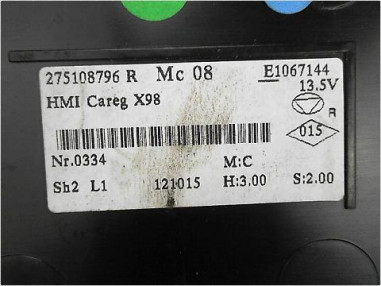 275108796 R Mc 08 E1067144
HMI Careg X98 13.5V
R
015
Nr.0334 M:C
Sh2 L1 121015 H:3,00 S:2.00